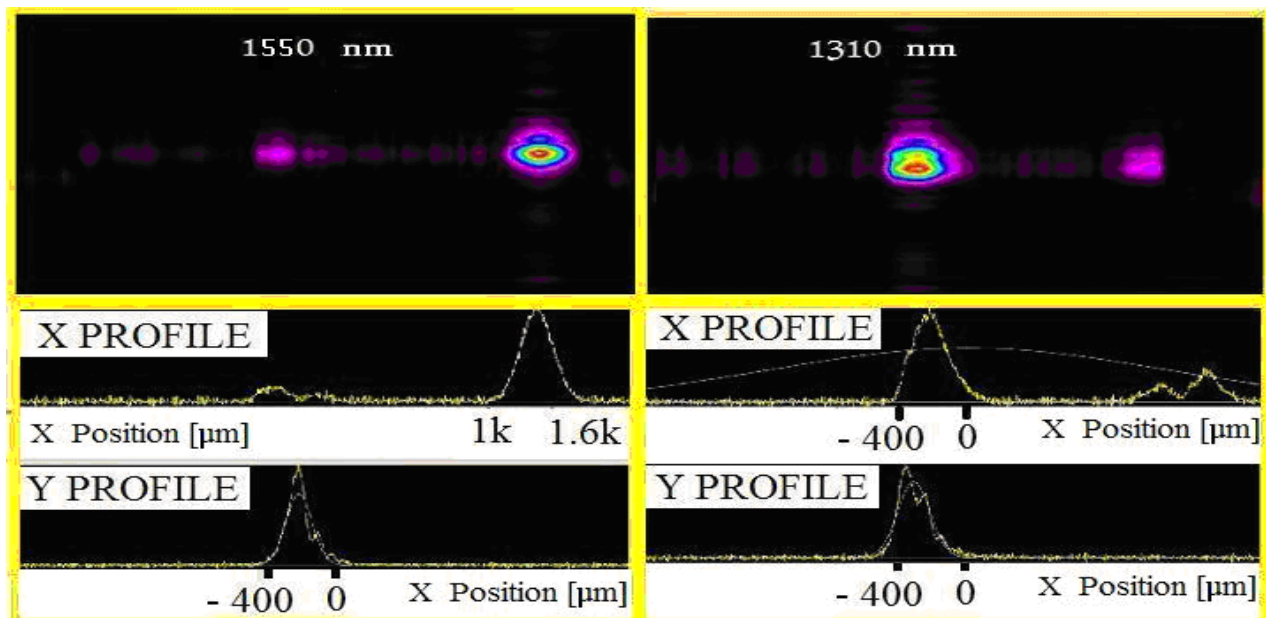 1550 nm
1310 nm
X PROFILE
X PROFILE
X Position [µm] 1k 1.6k
- 400 0 X Position [µm]
Y PROFILE
Y PROFILE
- 400 0 X Position [µm]
- 400 0 X Position [µm]